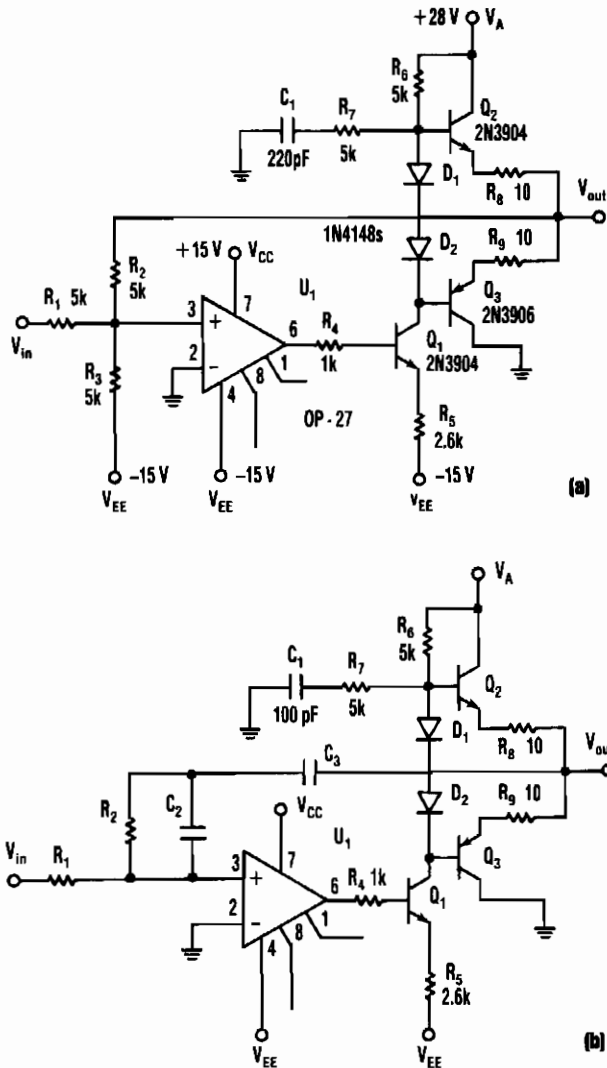 +28 V V_A
R_6
5k
C_1
R_7
Q_2
2N3904
220pF
5k
D_1
R_8 10
V_out
1N4148s
R_9 10
+15 V V_CC
R_2
5k
U_1
R_1 5k
3
+
7
6
R_4
Q_3
2N3906
V_in
2
−
1
8
4
1k
Q_1
2N3904
R_3
5k
OP - 27
R_5
2.6k
−15 V
V_EE
−15 V
V_EE
−15 V
V_EE
(a)
V_A
R_6
5k
C_1
R_7
Q_2
100 pF
5k
D_1
R_8 10
C_3
V_ou
D_2
R_9 10
R_2
C_2
V_CC
U_1
V_in
R_1
3
+
7
6
R_4 1k
Q_3
2
−
1
8
4
Q_1
R_5
2.6k
V_EE
V_EE
(b)
D_2